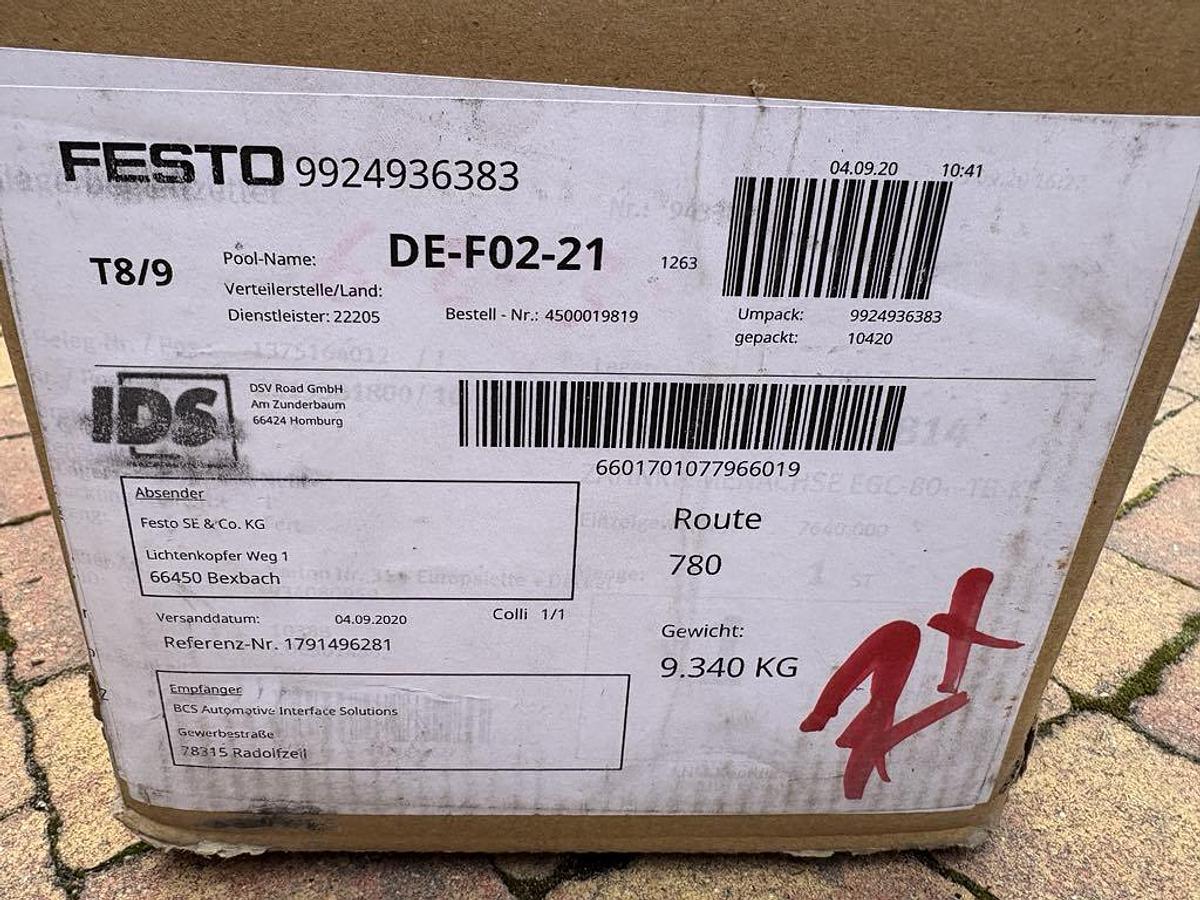 FESTO 9924936383
04.09.20 10:41
T8/9
Pool-Name: DE-F02-21 1263
Verteilerstelle/Land:
Dienstleister: 22205 Bestell - Nr.: 4500019819
Umpack: 9924936383
gepackt: 10420
IDS
DSV Road GmbH
Am Zunderbaum
66424 Homburg
6601701077966019
Absender
Festo SE & Co. KG
Lichtenkopfer Weg 1
66450 Bexbach
Route
780
Versanddatum: 04.09.2020 Colli 1/1
Referenz-Nr. 1791496281
Gewicht:
9.340 KG
Empfänger
BCS Automotive Interface Solutions
Gewerbestraße
78315 Radolfzell
2x